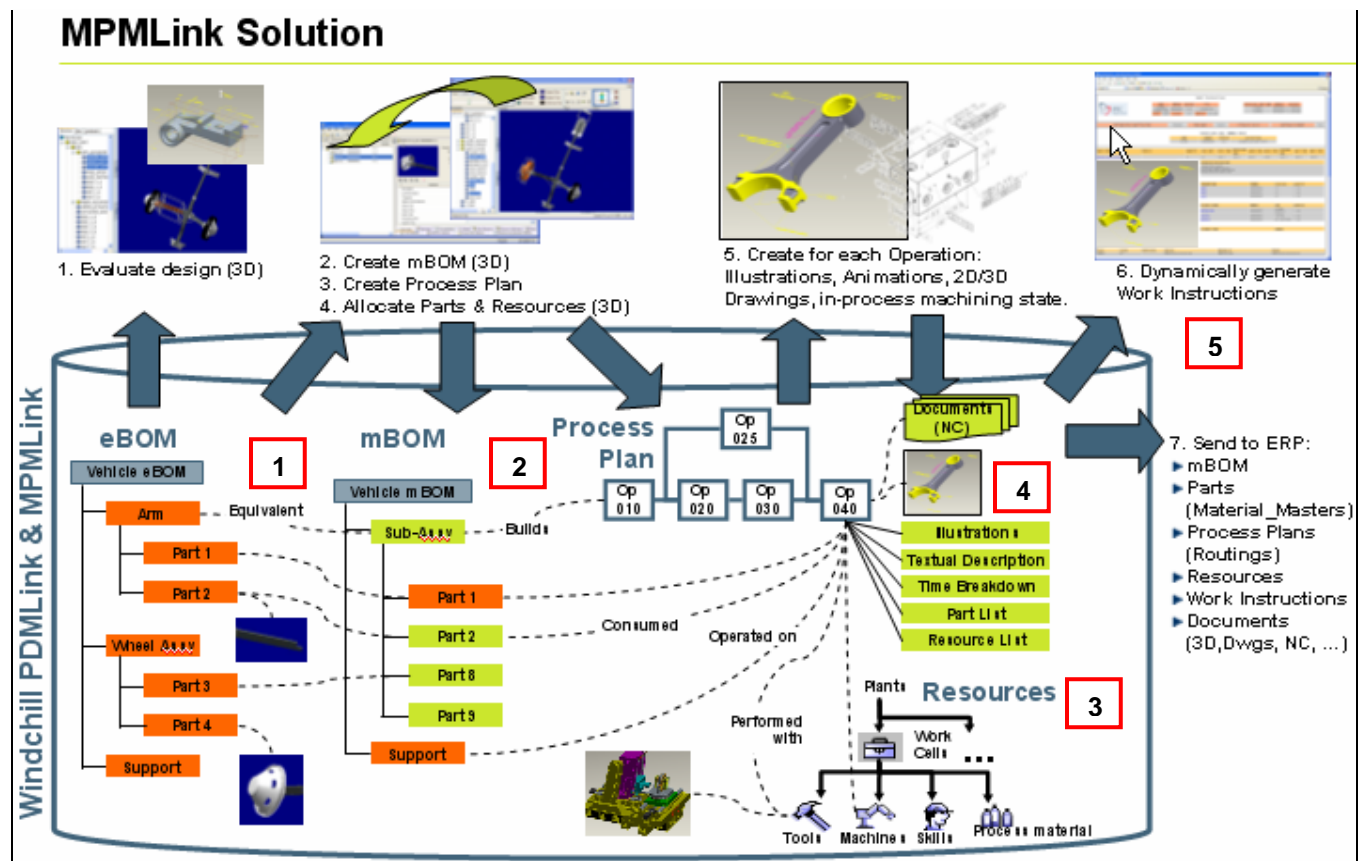 MPMLink Solution
1. Evaluate design (3D)
2. Create mBOM (3D)
3. Create Process Plan
4. Allocate Parts & Resources (3D)
5. Create for each Operation:
Illustrations, Animations, 2D/3D
Drawings, in-process machining state.
6. Dynamically generate
Work Instructions
5
Windchill PDMLink & MPMLink
eBOM
1
Vehicle eBOM
Arm
Part 1
Part 2
Wheel Assy
Part 3
Part 4
Support
Equivalent
mBOM
2
Vehicle mBOM
Sub-Assy
Part 1
Part 2
Part 8
Part 9
Support
Builds
Consumed
Operated on
Performed
with
Process
Plan
Op
010
Op
020
Op
025
Op
030
Op
040
Documents
(NC)
4
Illustrations
Textual Description
Time Breakdown
Part List
Resource List
Resources
3
Plants
Work
Cells
...
Tools
Machines
Skills
Process material
7. Send to ERP:
mBOM
Parts
(Material_Masters)
Process Plans
(Routings)
Resources
Work Instructions
Documents
(3D,Dwgs, NC, ...)